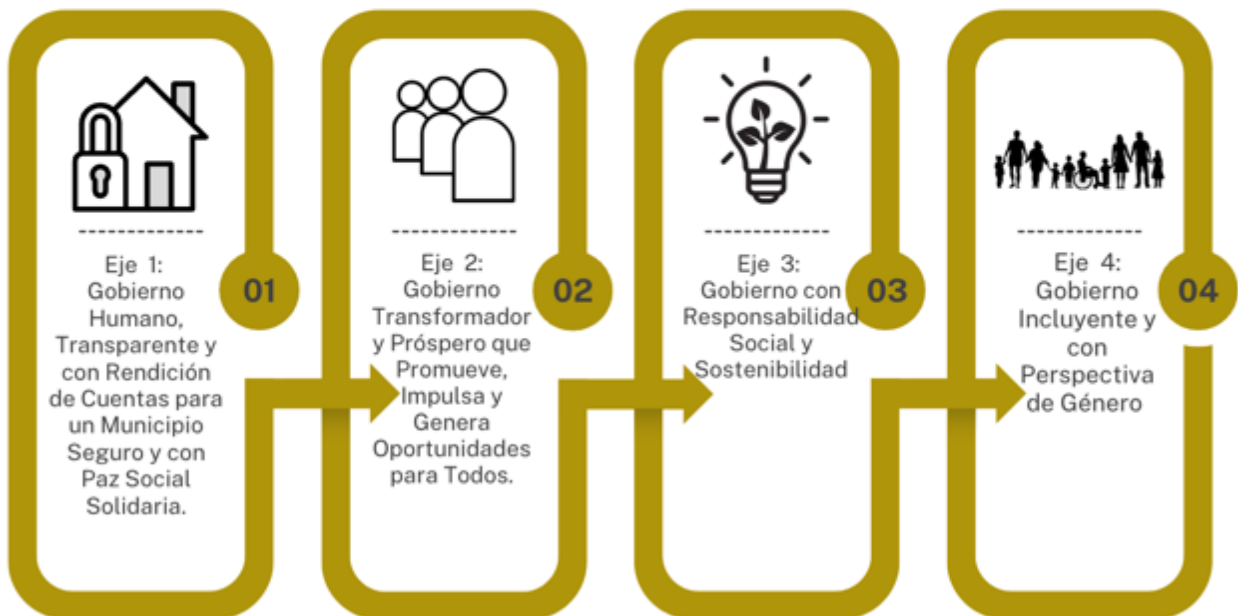 Eje 1:
Gobierno
Humano,
Transparente y
con Rendición
de Cuentas para
un Municipio
Seguro y con
Paz Social
Solidaria.
01
Eje 2:
Gobierno
Transformador
y Próspero que
Promueve,
Impulsa y
Genera
Oportunidades
para Todos.
02
Eje 3:
Gobierno con
Responsabilidad
Social y
Sostenibilidad
03
Eje 4:
Gobierno
Incluyente y
con
Perspectiva
de Género
04